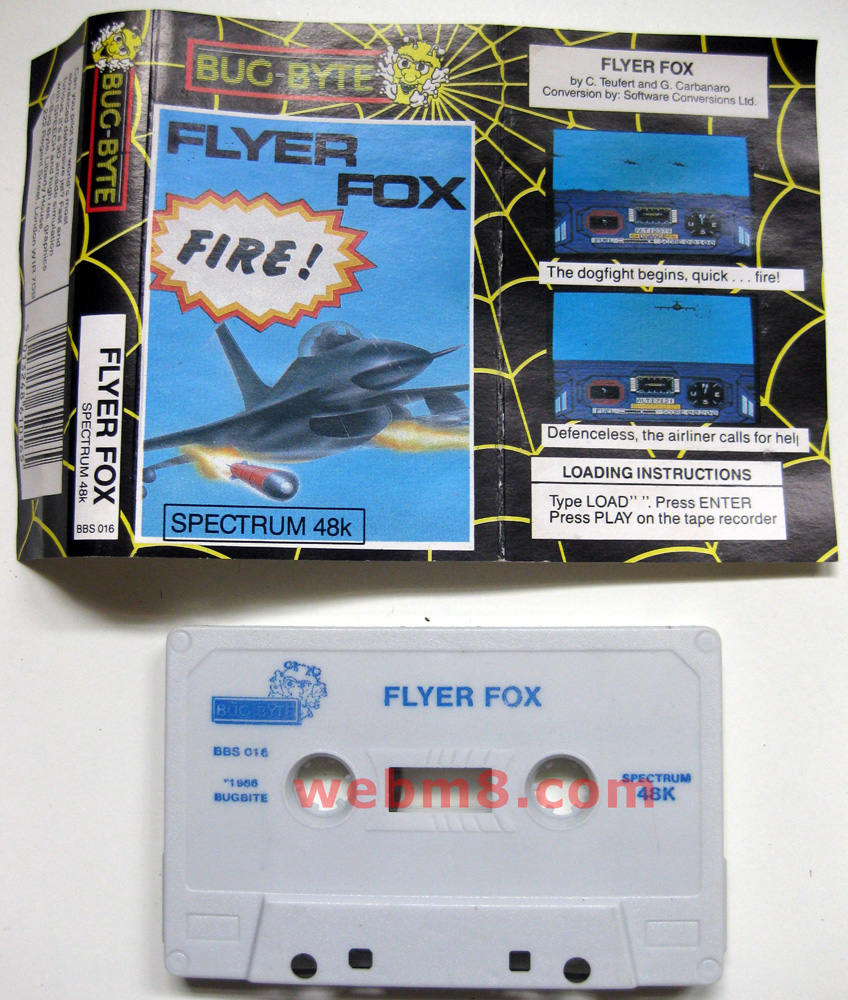 BUG-BYTE
FLYER FOX
SPECTRUM 48k
BBS 016
BUG-BYTE
FLYER
FOX
FIRE!
SPECTRUM 48k
FLYER FOX
by C. Teufert and G. Carbanaro
Conversion by: Software Conversions Ltd.
The dogfight begins, quick . . . fire!
Defenceless, the airliner calls for hel
LOADING INSTRUCTIONS
Type LOAD" ". Press ENTER
Press PLAY on the tape recorder
BUG-BYTE
FLYER FOX
BBS 016
"1986
BUGBITE
SPECTRUM
48K
webm8.com